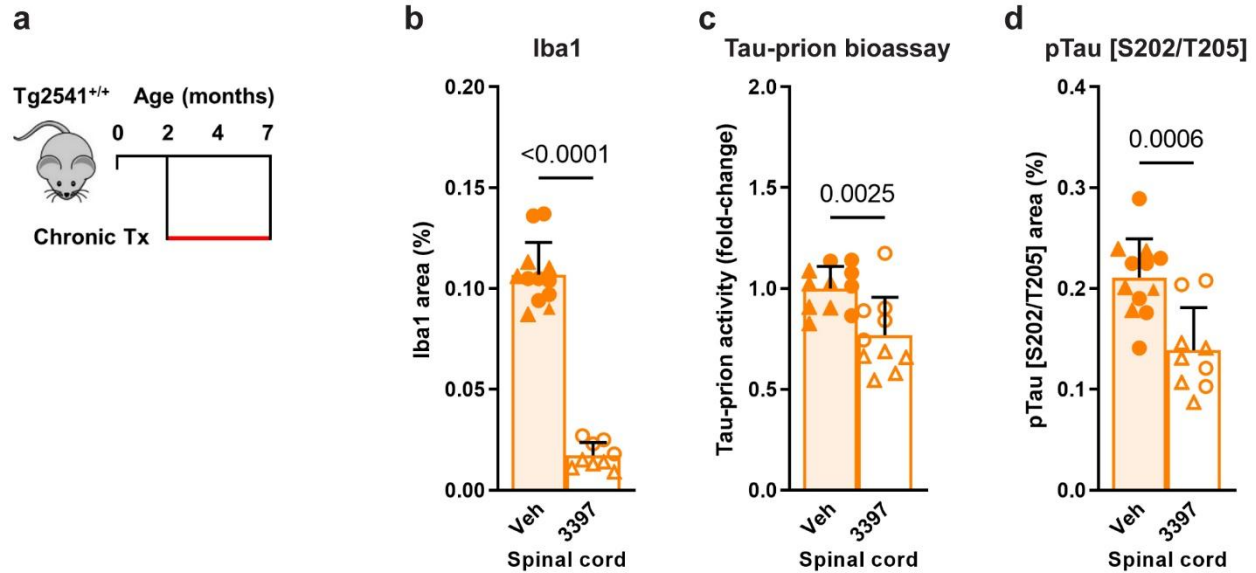 a
Tg2541+/+ Age (months)
0 2 4 7
Chronic Tx
b
Iba1
Iba1 area (%)
0.20
0.15
0.10
0.05
0.00
<0.0001
Veh
3397
Spinal cord
c
Tau-prion bioassay
Tau-prion activity (fold-change)
2.0
1.5
1.0
0.5
0.0
0.0025
Veh
3397
Spinal cord
d
pTau [S202/T205]
pTau [S202/T205] area (%)
0.4
0.3
0.2
0.1
0.0
0.0006
Veh
3397
Spinal cord